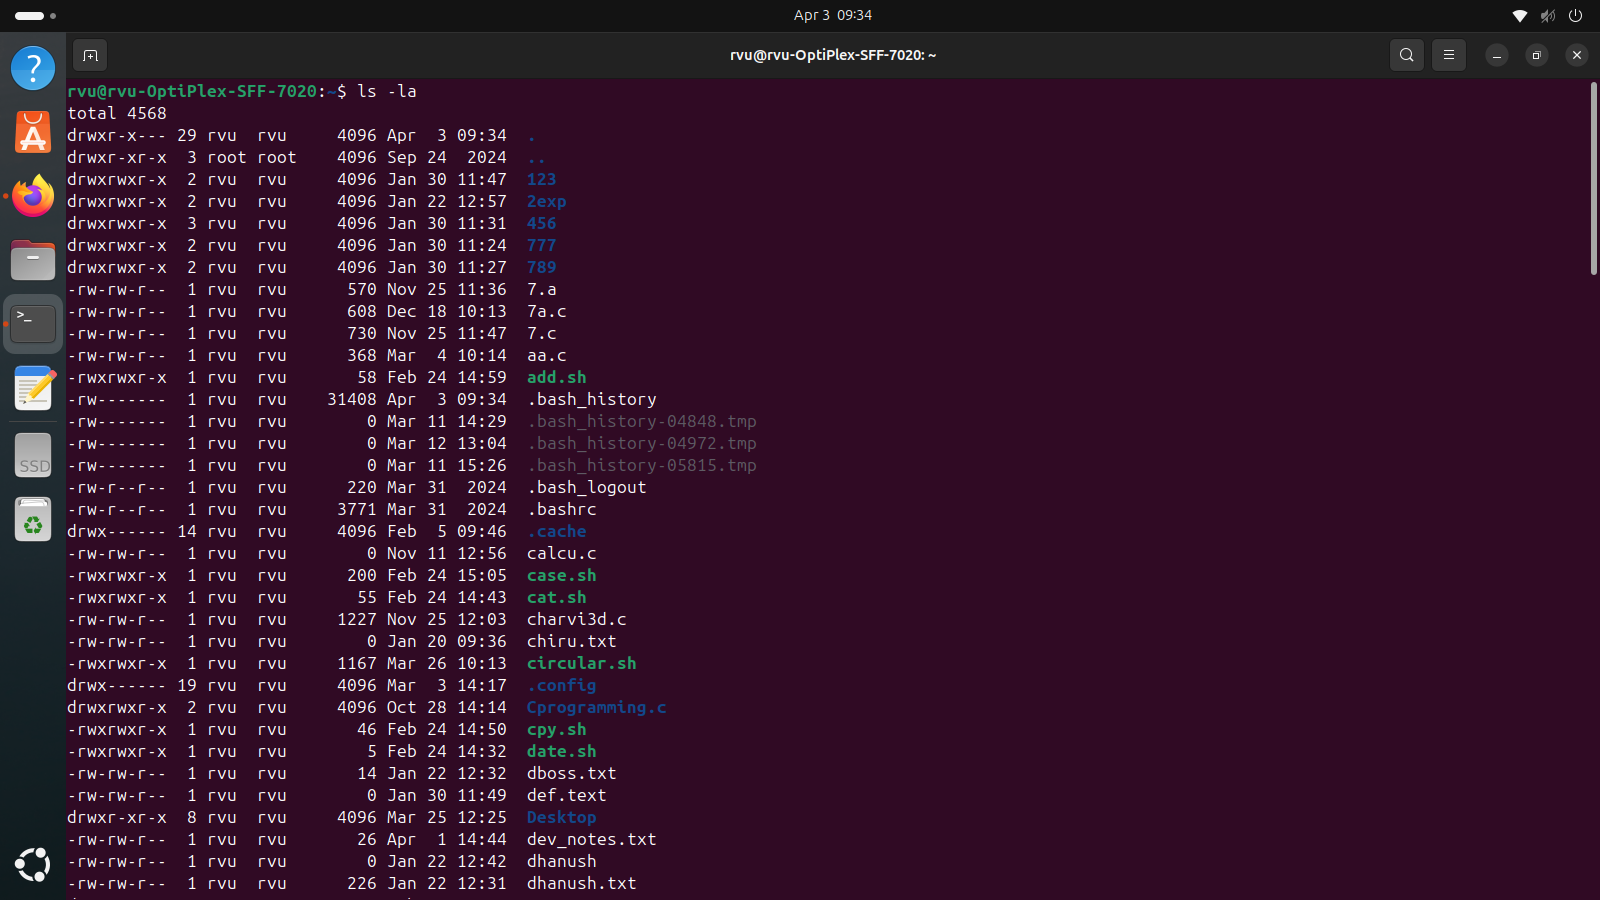 Apr 3 09:34
rvu@rvu-OptiPlex-SFF-7020: ~
rvu@rvu-OptiPlex-SFF-7020:~$ ls -la
total 4568
drwxr-x--- 29 rvu  rvu     4096 Apr  3 09:34  .
drwxr-xr-x  3 root root    4096 Sep 24  2024  ..
drwxrwxr-x  2 rvu  rvu     4096 Jan 30 11:47  123
drwxrwxr-x  2 rvu  rvu     4096 Jan 22 12:57  2exp
drwxrwxr-x  3 rvu  rvu     4096 Jan 30 11:31  456
drwxrwxr-x  2 rvu  rvu     4096 Jan 30 11:24  777
drwxrwxr-x  2 rvu  rvu     4096 Jan 30 11:27  789
-rw-rw-r--  1 rvu  rvu      570 Nov 25 11:36  7.a
-rw-rw-r--  1 rvu  rvu      608 Dec 18 10:13  7a.c
-rw-rw-r--  1 rvu  rvu      730 Nov 25 11:47  7.c
-rw-rw-r--  1 rvu  rvu      368 Mar  4 10:14  aa.c
-rwxrwxr-x  1 rvu  rvu       58 Feb 24 14:59  add.sh
-rw-------  1 rvu  rvu    31408 Apr  3 09:34  .bash_history
-rw-------  1 rvu  rvu        0 Mar 11 14:29  .bash_history-04848.tmp
-rw-------  1 rvu  rvu        0 Mar 12 13:04  .bash_history-04972.tmp
-rw-------  1 rvu  rvu        0 Mar 11 15:26  .bash_history-05815.tmp
-rw-r--r--  1 rvu  rvu      220 Mar 31  2024  .bash_logout
-rw-r--r--  1 rvu  rvu     3771 Mar 31  2024  .bashrc
drwx------ 14 rvu  rvu     4096 Feb  5 09:46  .cache
-rw-rw-r--  1 rvu  rvu        0 Nov 11 12:56  calcu.c
-rwxrwxr-x  1 rvu  rvu      200 Feb 24 15:05  case.sh
-rwxrwxr-x  1 rvu  rvu       55 Feb 24 14:43  cat.sh
-rw-rw-r--  1 rvu  rvu     1227 Nov 25 12:03  charvi3d.c
-rw-rw-r--  1 rvu  rvu        0 Jan 20 09:36  chiru.txt
-rwxrwxr-x  1 rvu  rvu     1167 Mar 26 10:13  circular.sh
drwx------ 19 rvu  rvu     4096 Mar  3 14:17  .config
drwxrwxr-x  2 rvu  rvu     4096 Oct 28 14:14  Cprogramming.c
-rwxrwxr-x  1 rvu  rvu       46 Feb 24 14:50  cpy.sh
-rwxrwxr-x  1 rvu  rvu        5 Feb 24 14:32  date.sh
-rw-rw-r--  1 rvu  rvu       14 Jan 22 12:32  dboss.txt
-rw-rw-r--  1 rvu  rvu        0 Jan 30 11:49  def.text
drwxr-xr-x  8 rvu  rvu     4096 Mar 25 12:25  Desktop
-rw-rw-r--  1 rvu  rvu       26 Apr  1 14:44  dev_notes.txt
-rw-rw-r--  1 rvu  rvu        0 Jan 22 12:42  dhanush
-rw-rw-r--  1 rvu  rvu      226 Jan 22 12:31  dhanush.txt
SSD